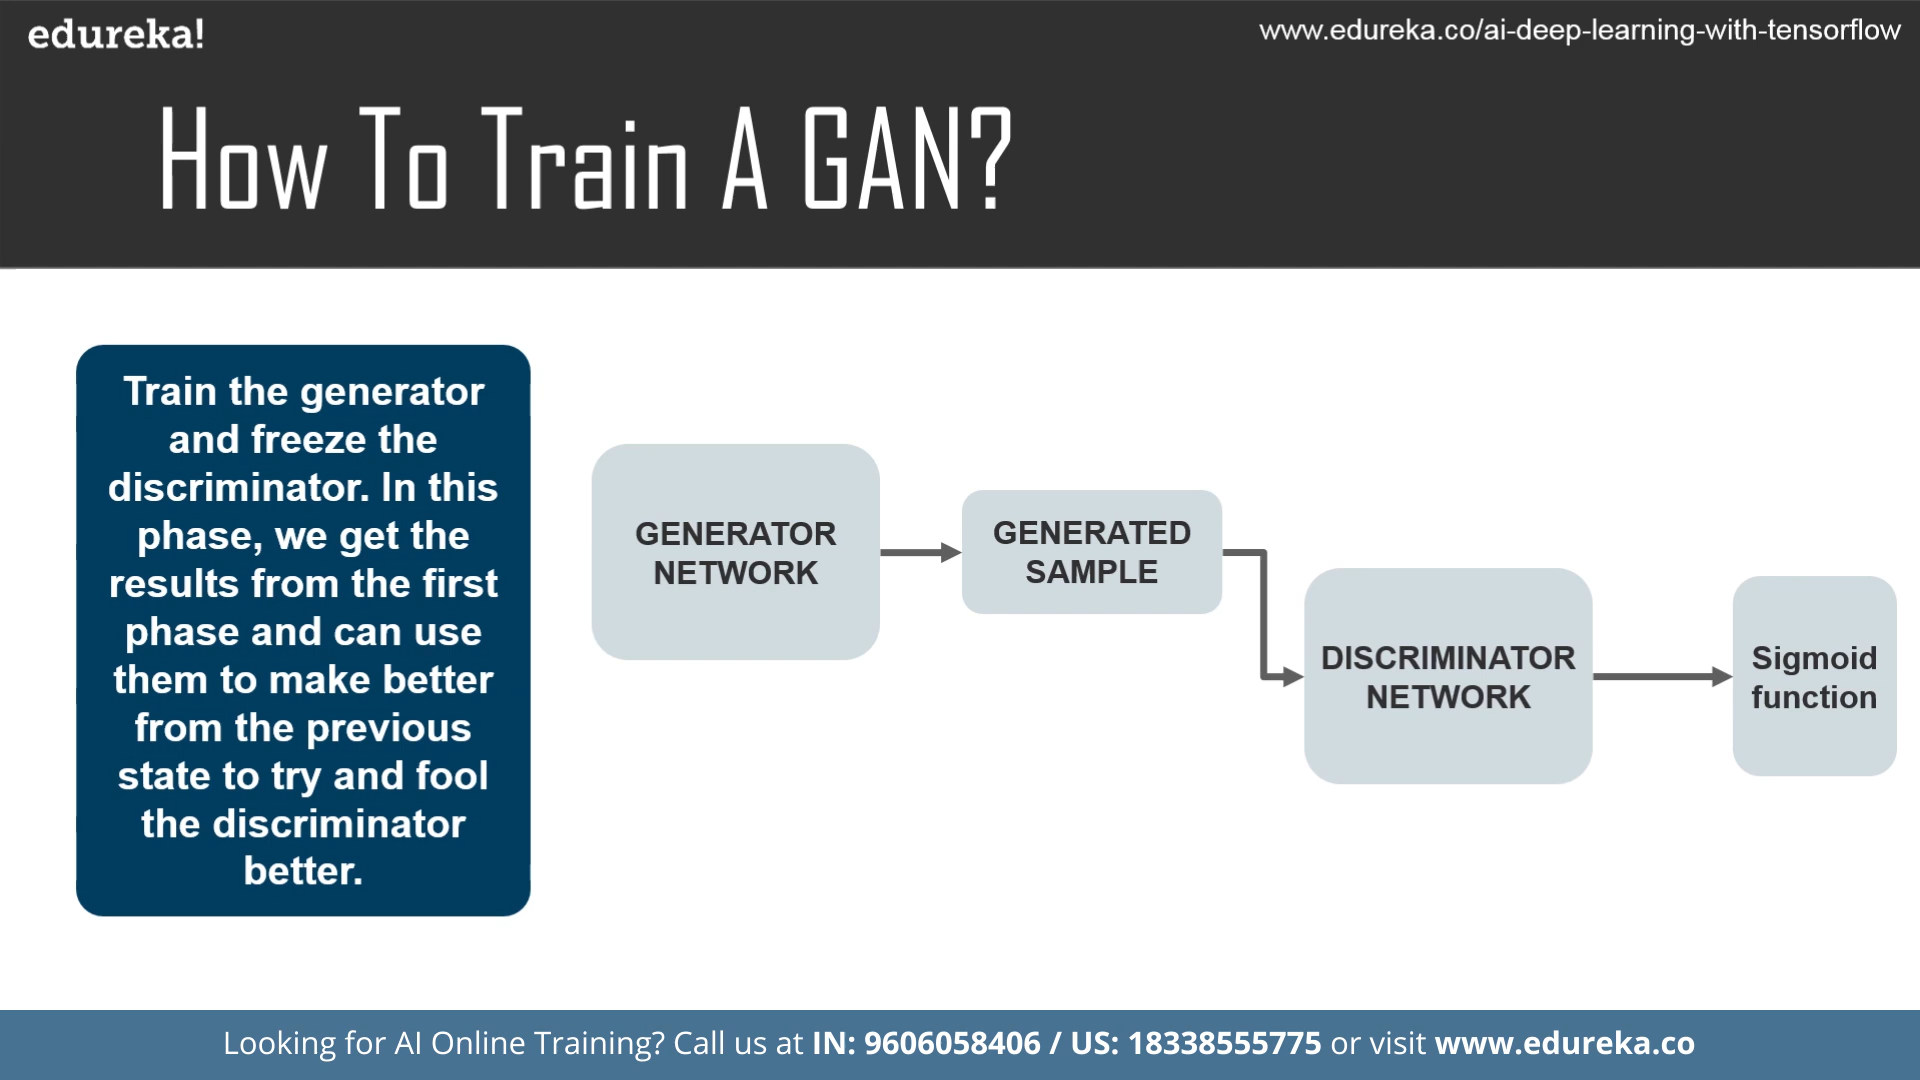 edureka!
www.edureka.co/ai-deep-learning-with-tensorflow
How To Train A GAN?
Train the generator
and freeze the
discriminator. In this
phase, we get the
results from the first
phase and can use
them to make better
from the previous
state to try and fool
the discriminator
better.
GENERATOR
NETWORK
GENERATED
SAMPLE
DISCRIMINATOR
NETWORK
Sigmoid
function
Looking for AI Online Training? Call us at IN: 9606058406 / US: 18338555775 or visit www.edureka.co